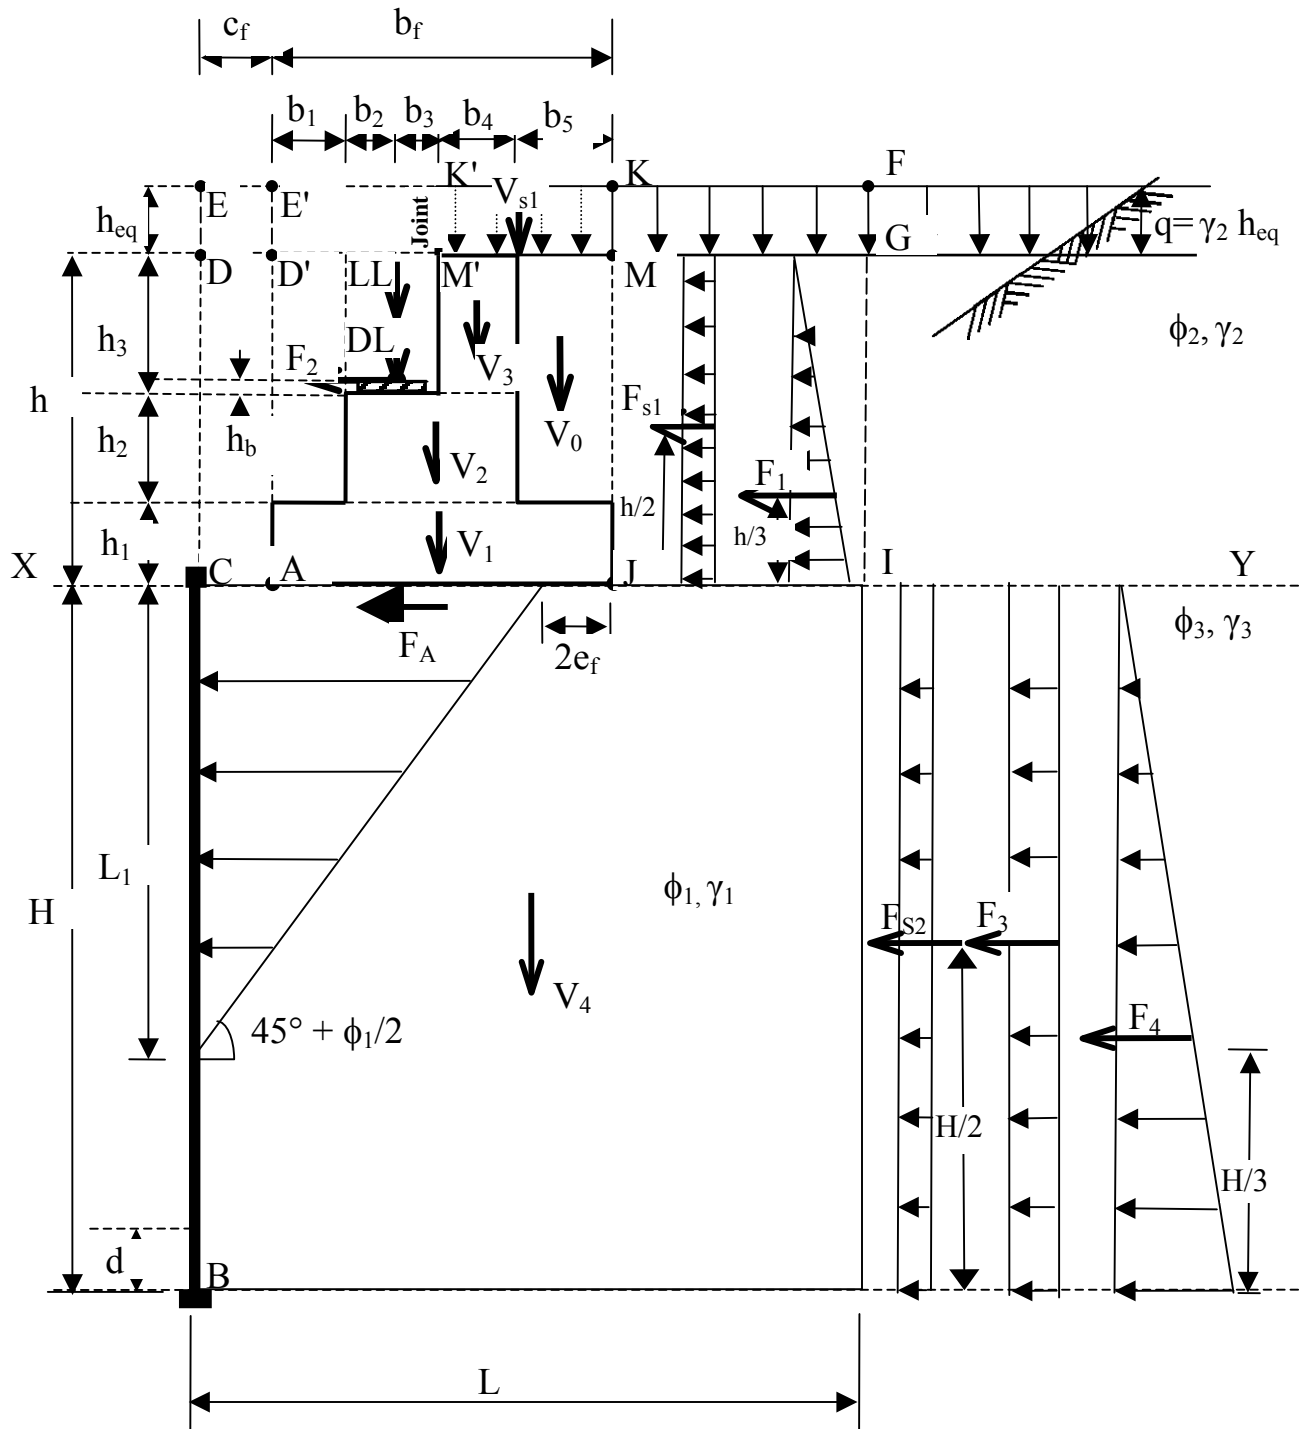 c_f b_f
b_1 b_2 b_3 b_4 b_5
E E' K' V_s1 K F
h_eq Joint G q= γ_2 h_eq
D D' LL M' M
h_3 DL V_3 ϕ_2, γ_2
F_2
h F_s1
h_2 h_b V_2 V_0
F_1
h/2
h_1 V_1 h/3
X C A J I Y
F_A 2e_f ϕ_3, γ_3
L_1
H ϕ_1, γ_1
F_S2 F_3
V_4
45° + ϕ_1/2 F_4
H/2
H/3
d B
L